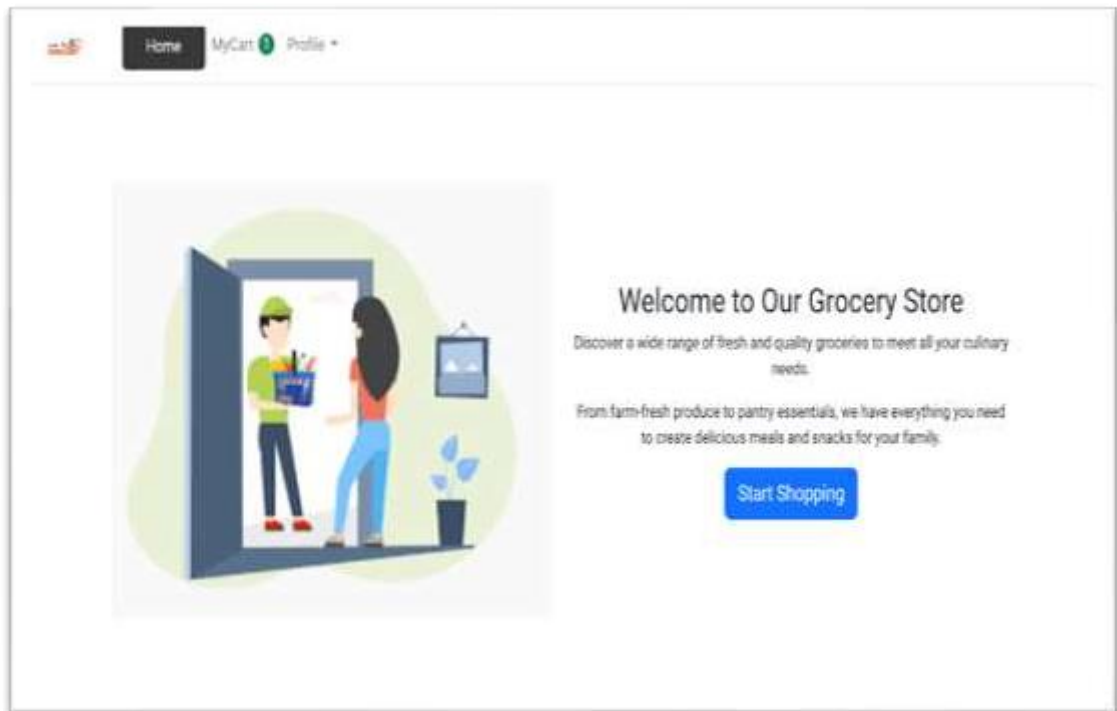 Home MyCart Profile
Welcome to Our Grocery Store
Discover a wide range of fresh and quality groceries to meet all your culinary
needs.
From farm-fresh produce to pantry essentials, we have everything you need
to create delicious meals and snacks for your family.
Start Shopping